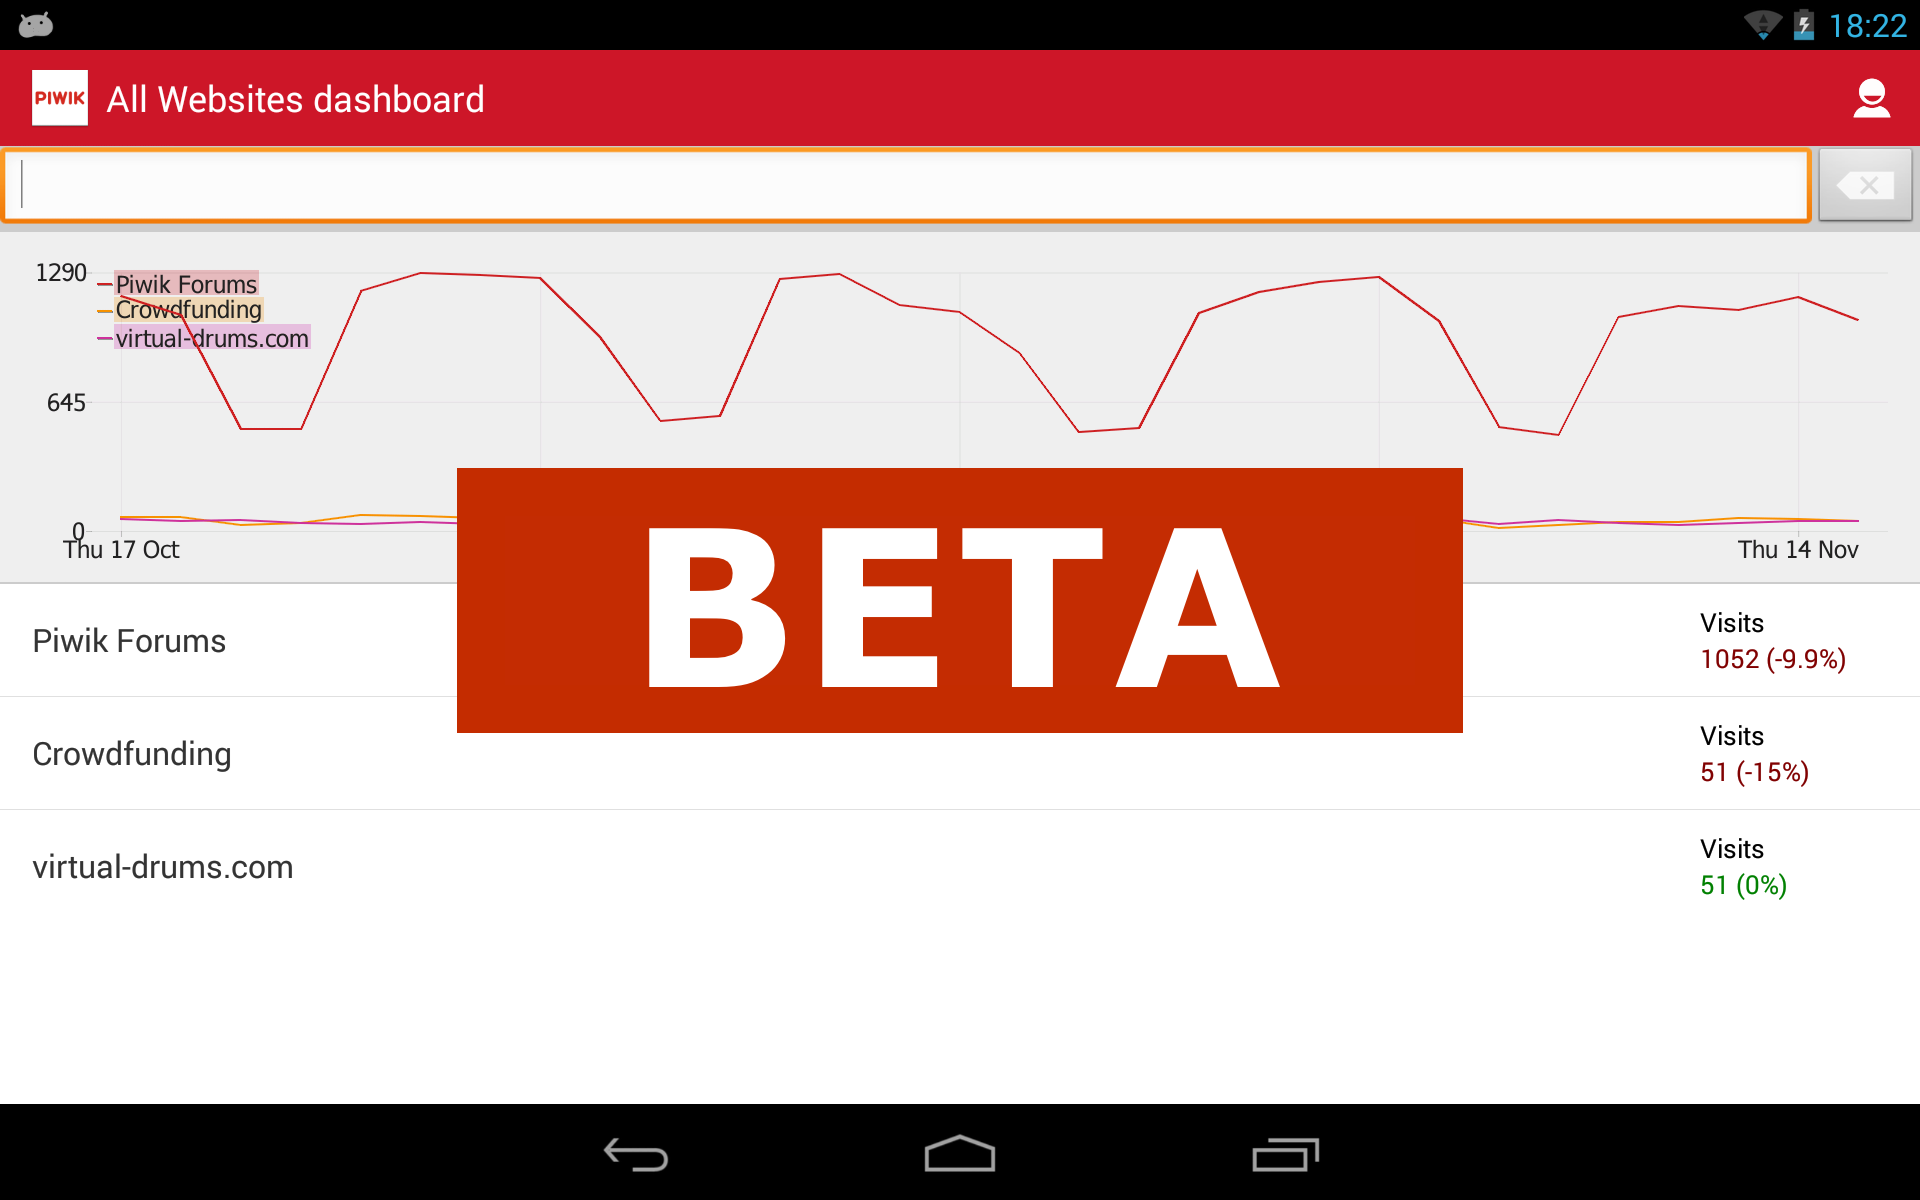 18:22
PIWIK All Websites dashboard
1290
Piwik Forums
Crowdfunding
virtual-drums.com
645
0
Thu 17 Oct
Thu 14 Nov
BETA
Piwik Forums
Visits
1052 (-9.9%)
Crowdfunding
Visits
51 (-15%)
virtual-drums.com
Visits
51 (0%)